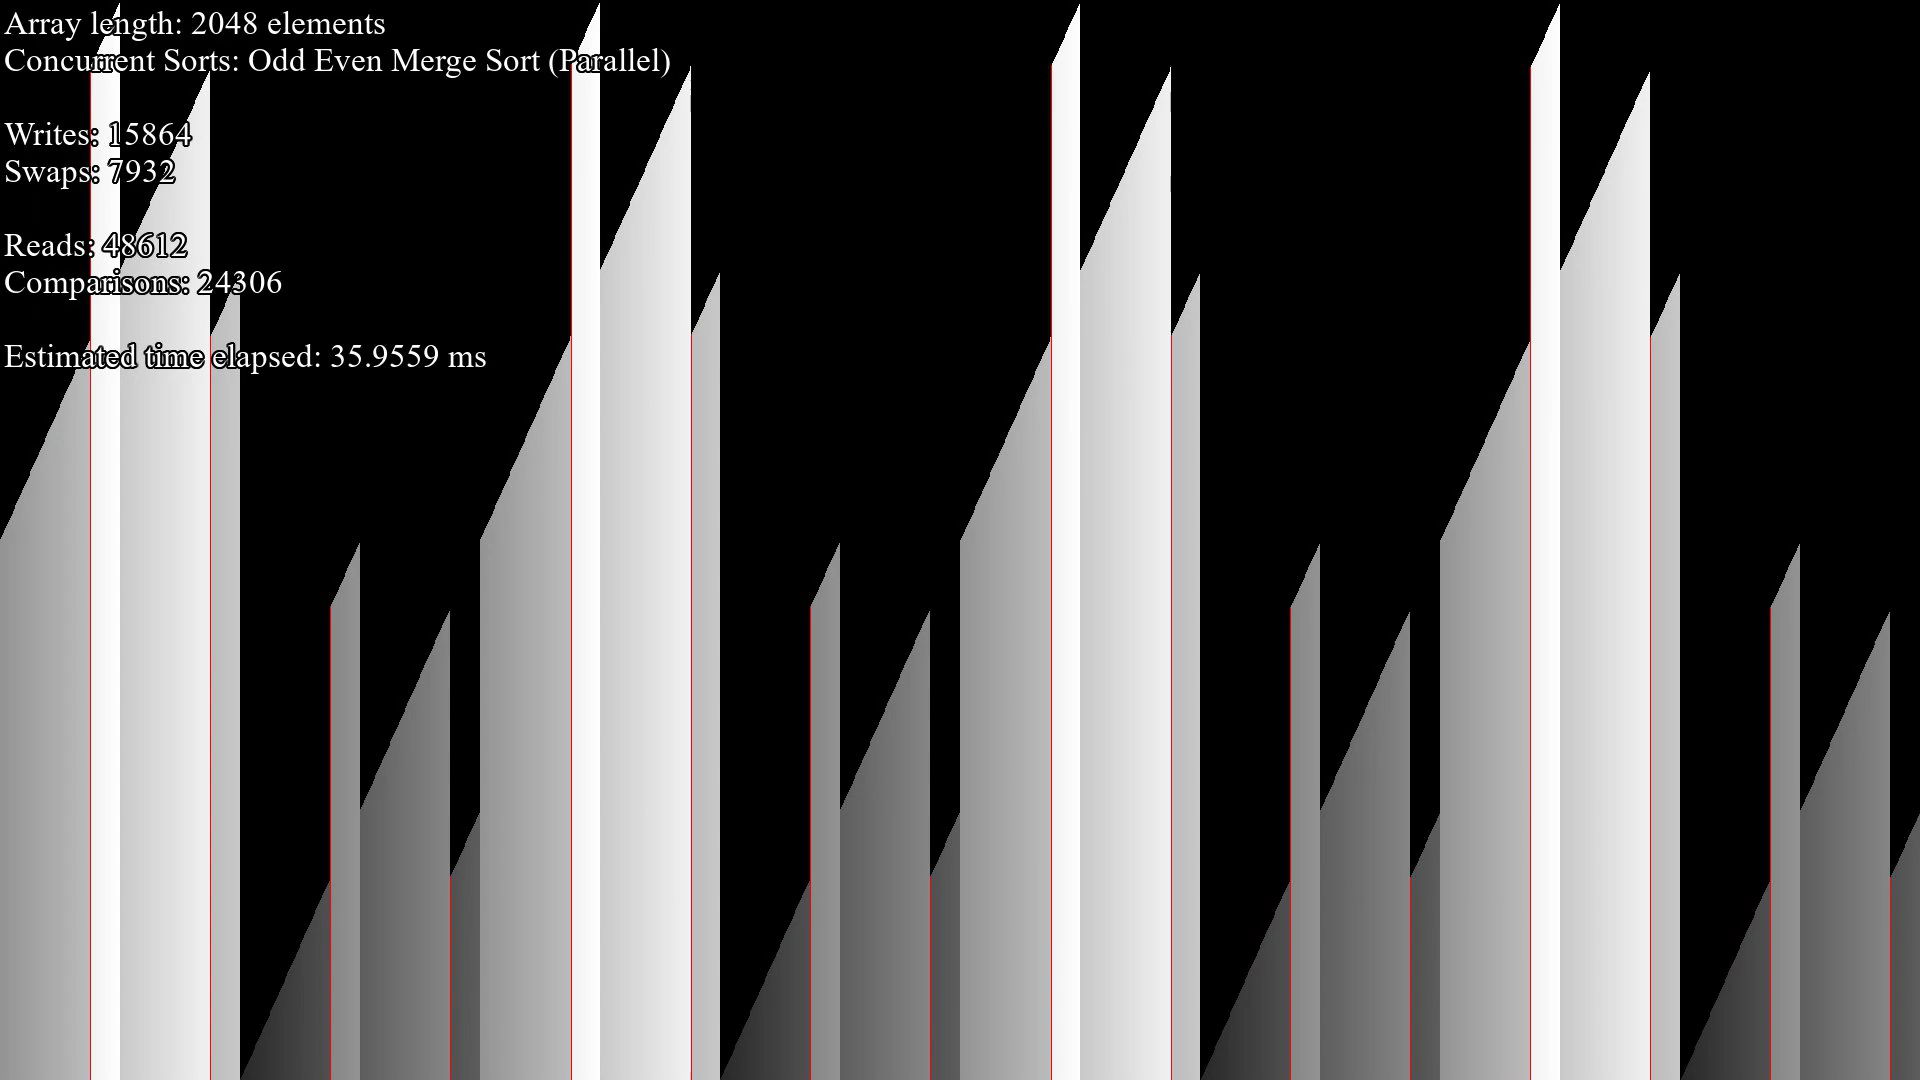 Array length: 2048 elements
Concurrent Sorts: Odd Even Merge Sort (Parallel)
Writes: 15864
Swaps: 7932
Reads: 48612
Comparisons: 24306
Estimated time elapsed: 35.9559 ms